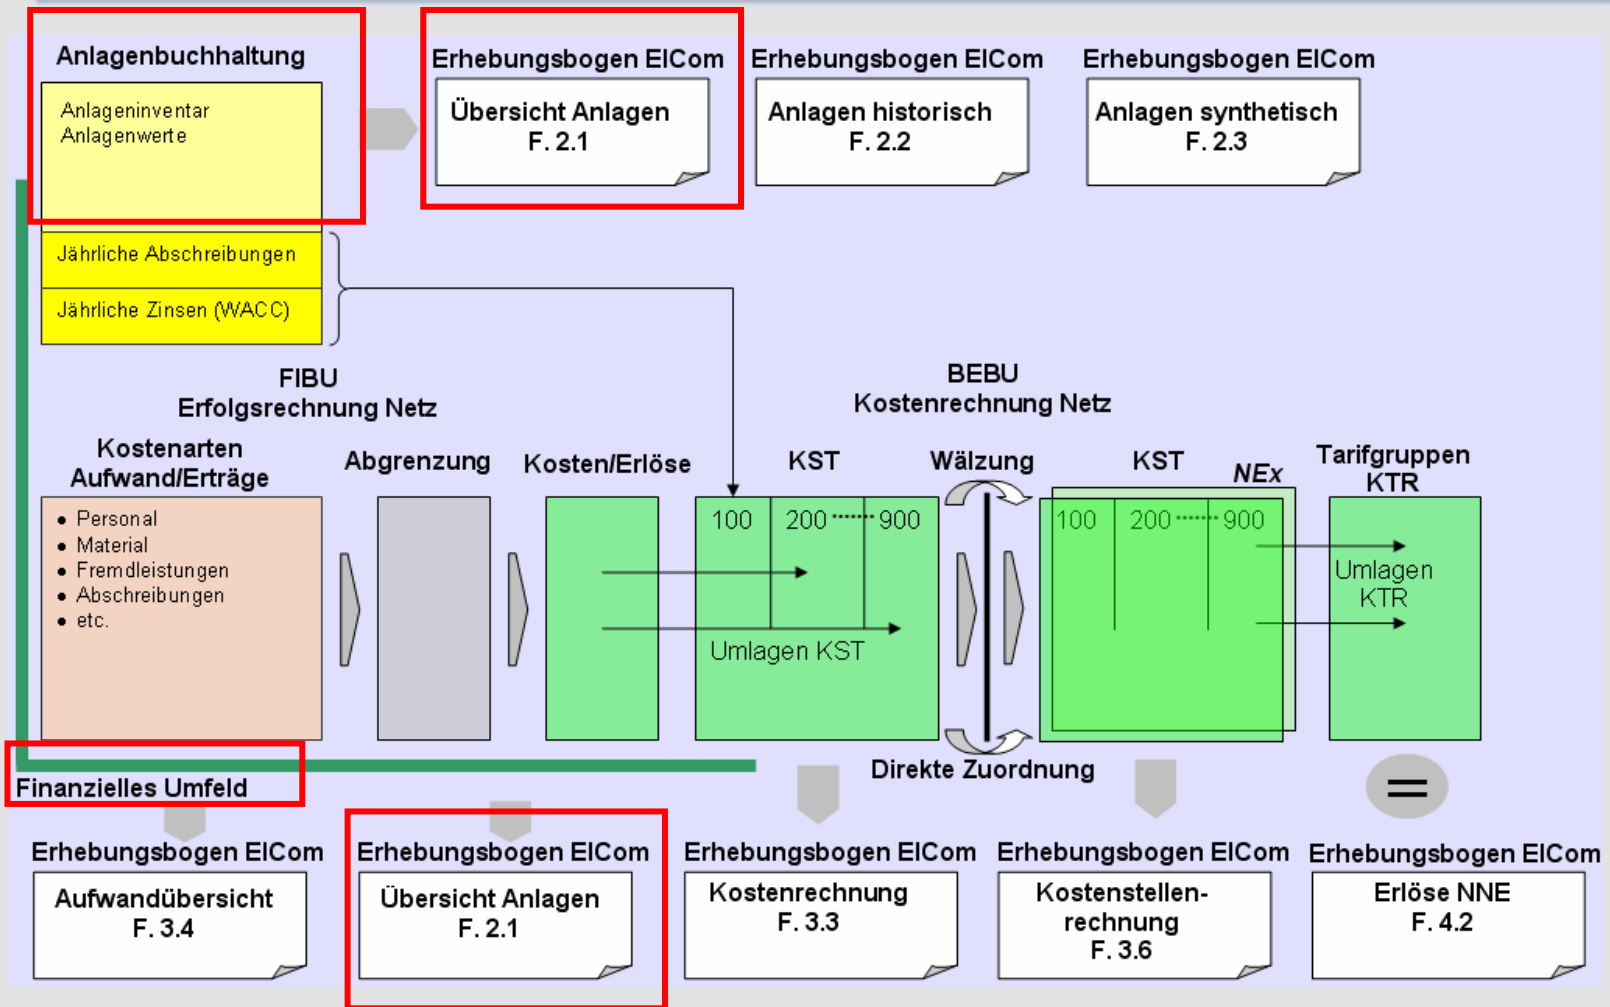 Anlagenbuchhaltung
Anlageninventar
Anlagenwerte
Jährliche Abschreibungen
Jährliche Zinsen (WACC)
Erhebungsbogen ElCom
Übersicht Anlagen
F. 2.1
Erhebungsbogen ElCom
Anlagen historisch
F. 2.2
Erhebungsbogen ElCom
Anlagen synthetisch
F. 2.3
FIBU
Erfolgsrechnung Netz
BEBU
Kostenrechnung Netz
Kostenarten
Aufwand/Erträge
• Personal
• Material
• Fremdleistungen
• Abschreibungen
• etc.
Abgrenzung
Kosten/Erlöse
KST
100 200 ······· 900
Umlagen KST
Wälzung
Direkte Zuordnung
KST
NEx
100 200 ······· 900
Tarifgruppen
KTR
Umlagen
KTR
=
Finanzielles Umfeld
Erhebungsbogen ElCom
Aufwandübersicht
F. 3.4
Erhebungsbogen ElCom
Übersicht Anlagen
F. 2.1
Erhebungsbogen ElCom
Kostenrechnung
F. 3.3
Erhebungsbogen ElCom
Kostenstellen-
rechnung
F. 3.6
Erhebungsbogen ElCom
Erlöse NNE
F. 4.2